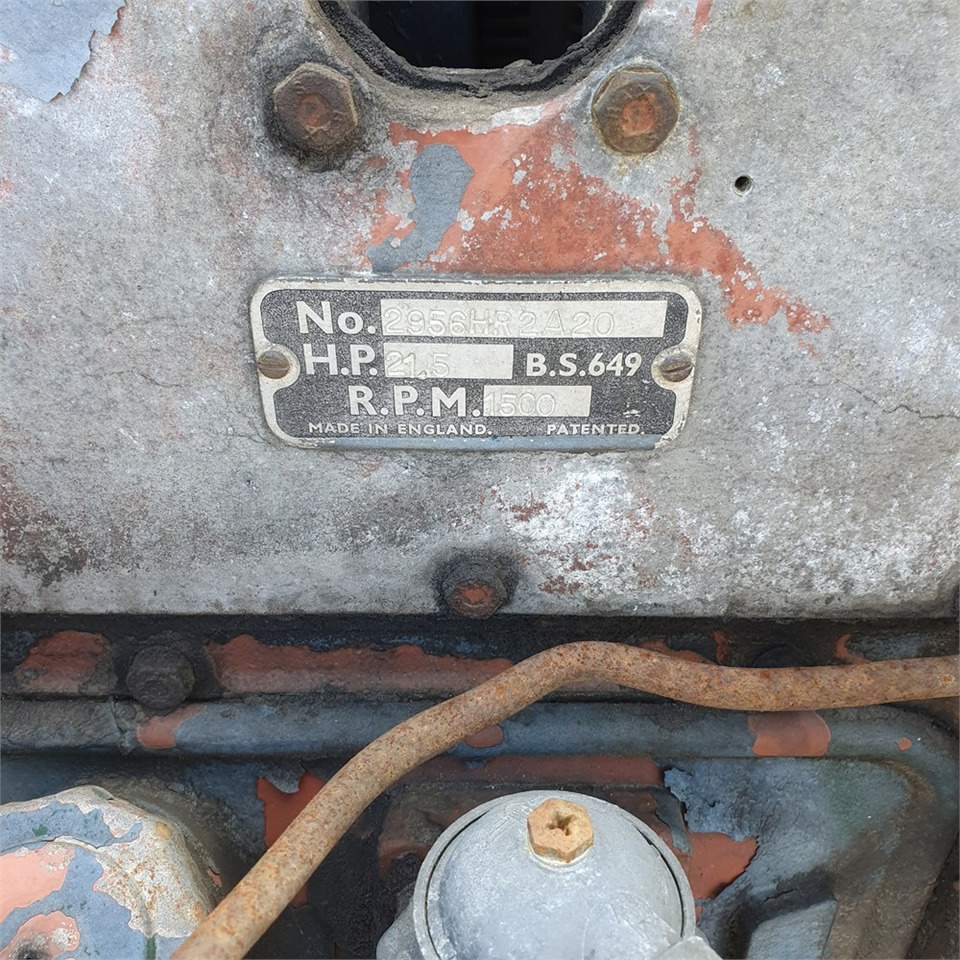 No. 2956HR2A20
H.P. 21.5 B.S.649
R.P.M. 1500
MADE IN ENGLAND. PATENTED.